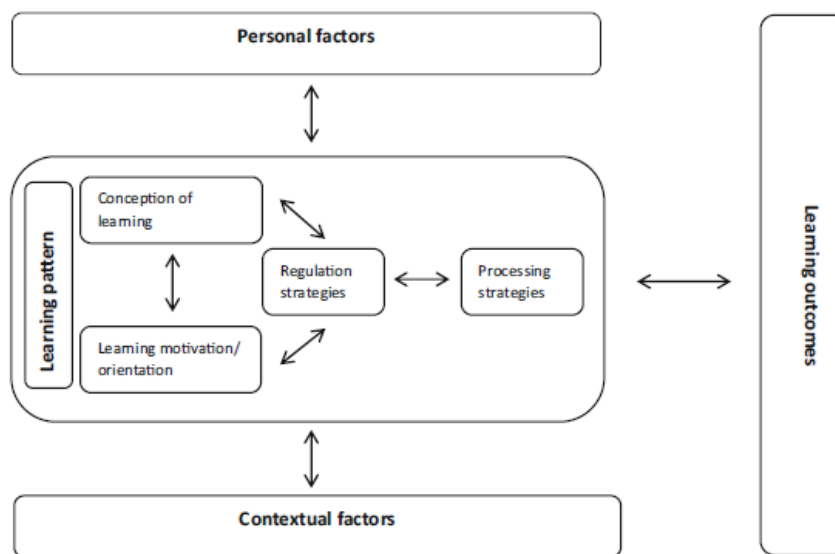 Personal factors
Learning pattern
Conception of
learning
Regulation
strategies
Processing
strategies
Learning motivation/
orientation
Learning outcomes
Contextual factors